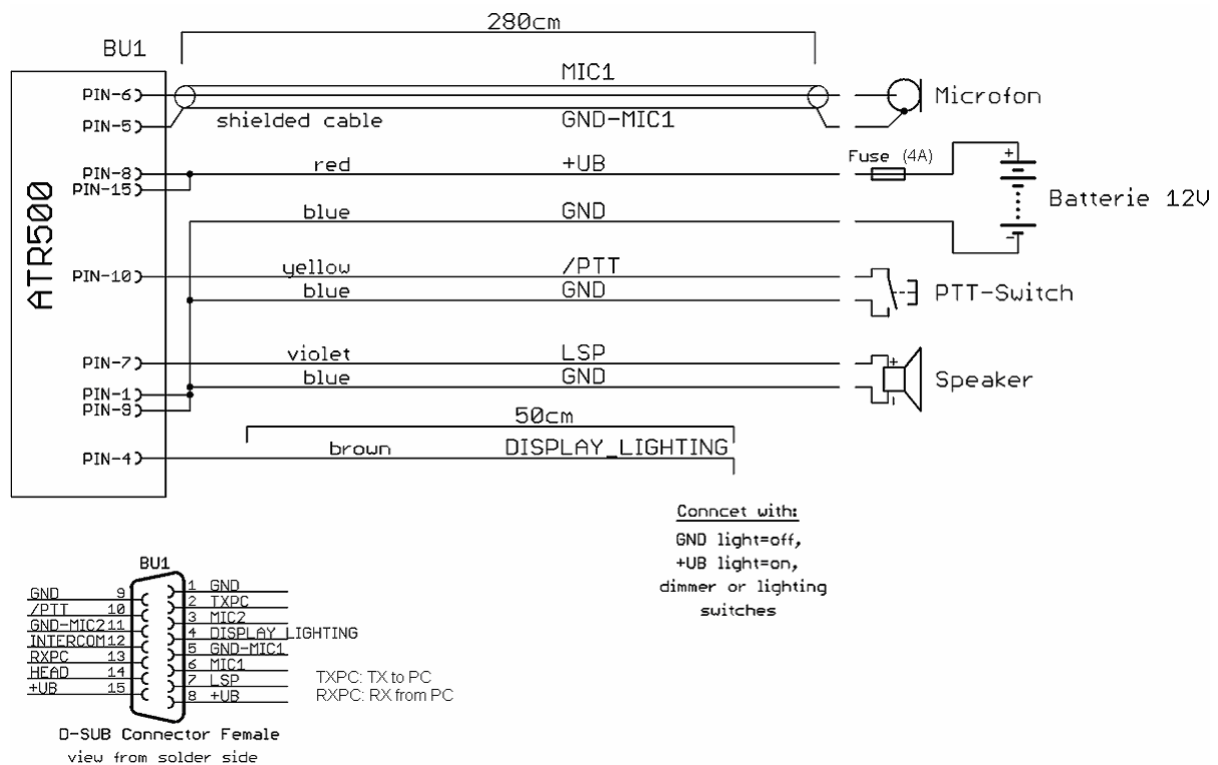 280cm
BU1
MIC1
PIN-6
Microfon
PIN-5
shielded cable
GND-MIC1
Fuse (4A)
PIN-8
red
+UB
+
PIN-15
Batterie 12V
blue
GND
-
ATR500
PIN-10
yellow
/PTT
blue
GND
PTT-Switch
PIN-7
violet
LSP
+
blue
GND
Speaker
-
PIN-1
PIN-9
50cm
PIN-4
brown
DISPLAY_LIGHTING
Conncet with:
GND light=off,
+UB light=on,
dimmer or lighting
switches
BU1
GND 9
/PTT 10
GND-MIC2 11
INTERCOM 12
RXPC 13
HEAD 14
+UB 15
1 GND
2 TXPC
3 MIC2
4 DISPLAY_LIGHTING
5 GND-MIC1
6 MIC1
7 LSP
8 +UB
TXPC: TX to PC
RXPC: RX from PC
D-SUB Connector Female
view from solder side